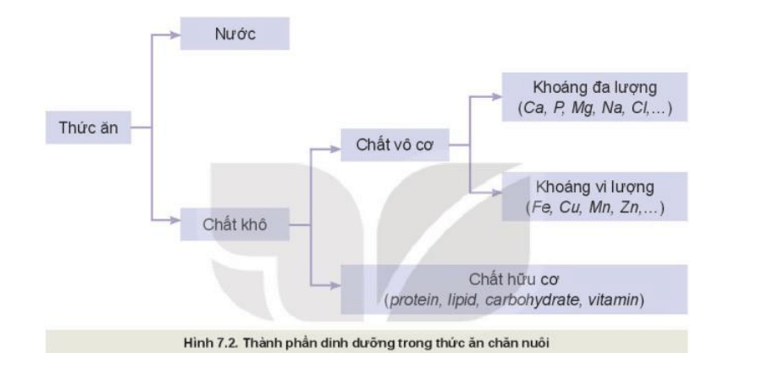 Nước
Thức ăn
Chất khô
Chất vô cơ
Khoáng đa lượng
(Ca, P, Mg, Na, Cl,...)
Khoáng vi lượng
(Fe, Cu, Mn, Zn,...)
Chất hữu cơ
(protein, lipid, carbohydrate, vitamin)
Hình 7.2. Thành phần dinh dưỡng trong thức ăn chăn nuôi